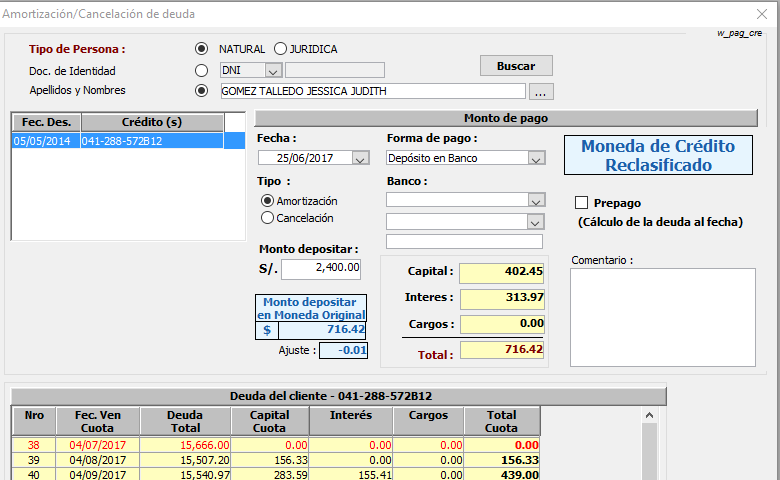 Amortización/Cancelación de deuda
w_pag_cre
Tipo de Persona : NATURAL JURIDICA
Doc. de Identidad DNI Buscar
Apellidos y Nombres GOMEZ TALLEDO JESSICA JUDITH ...
Fec. Des. Crédito (s)
05/05/2014 041-288-572B12
Monto de pago
Fecha : Forma de pago :
25/06/2017 Depósito en Banco
Moneda de Crédito
Reclasificado
Tipo : Banco :
Amortización
Cancelación
Prepago
(Cálculo de la deuda al fecha)
Monto depositar :
S/. 2,400.00
Monto depositar
en Moneda Original
$ 716.42
Ajuste : -0.01
Capital : 402.45
Interes : 313.97
Cargos : 0.00
Total : 716.42
Comentario :
Deuda del cliente - 041-288-572B12
Nro Fec. Ven Cuota Deuda Total Capital Cuota Interés Cargos Total Cuota
38 04/07/2017 15,666.00 0.00 0.00 0.00 0.00
39 04/08/2017 15,507.20 156.33 0.00 0.00 156.33
40 04/09/2017 15,540.97 283.59 155.41 0.00 439.00